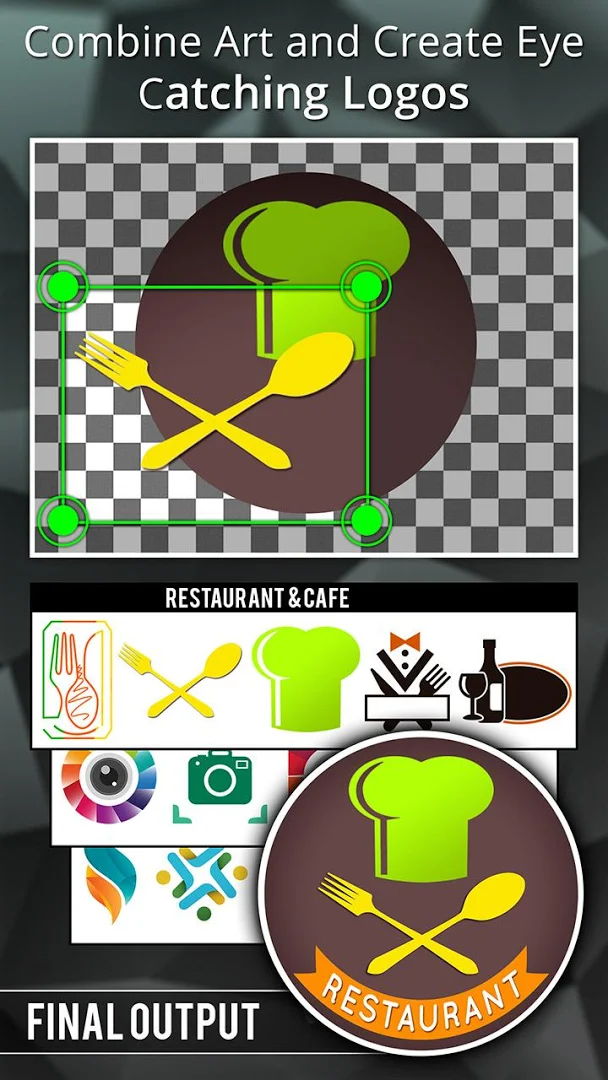 Combine Art and Create Eye
Catching Logos
RESTAURANT & CAFE
RESTAURANT
FINAL OUTPUT